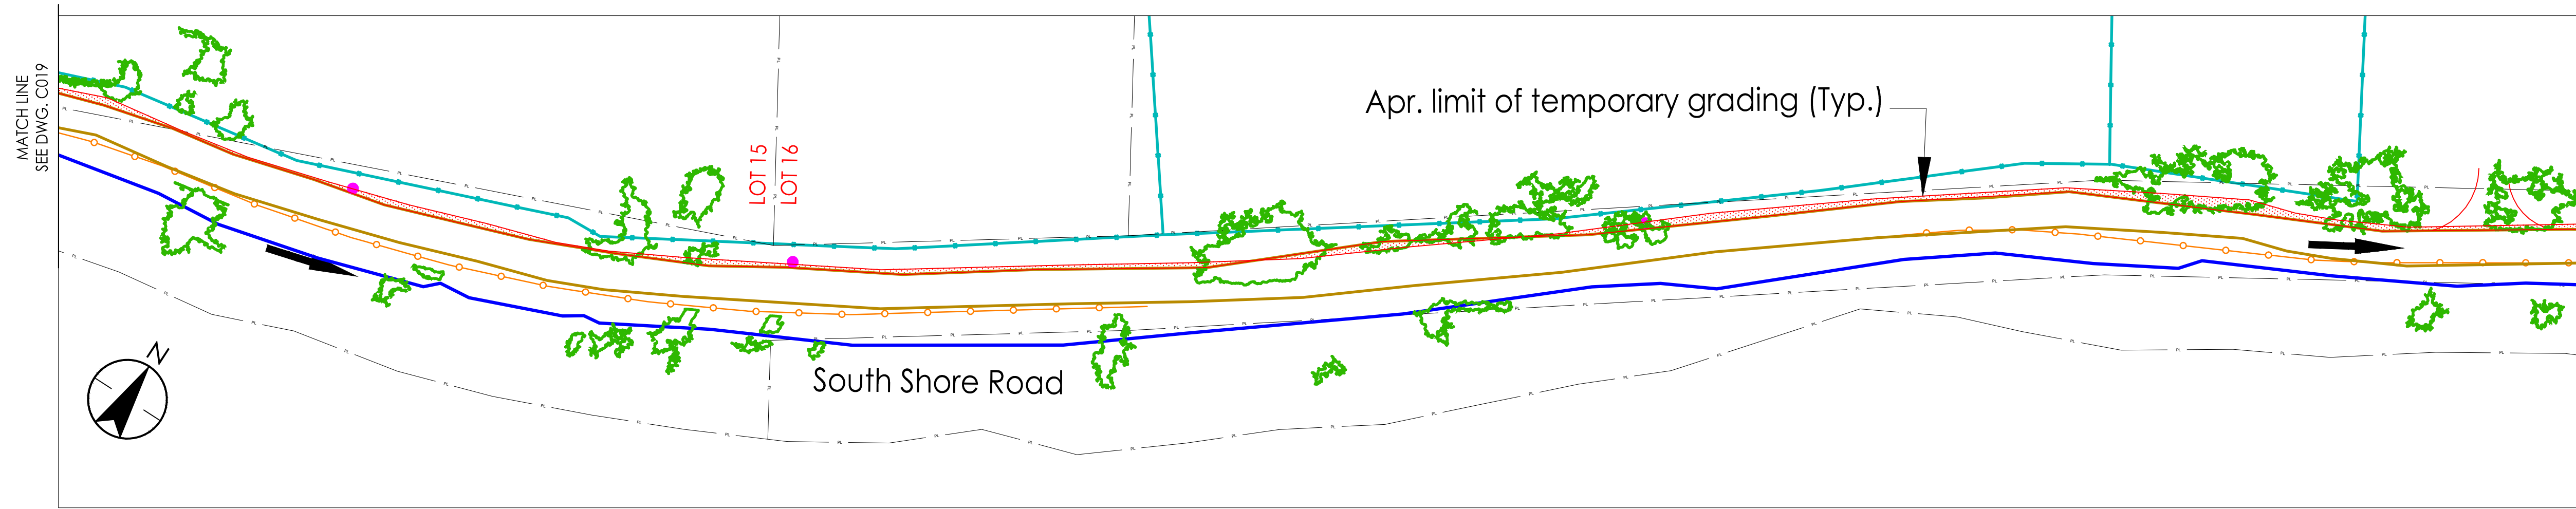 MATCH LINE
SEE DWG. C019
LOT 15
LOT 16
Apr. limit of temporary grading (Typ.)
N
South Shore Road